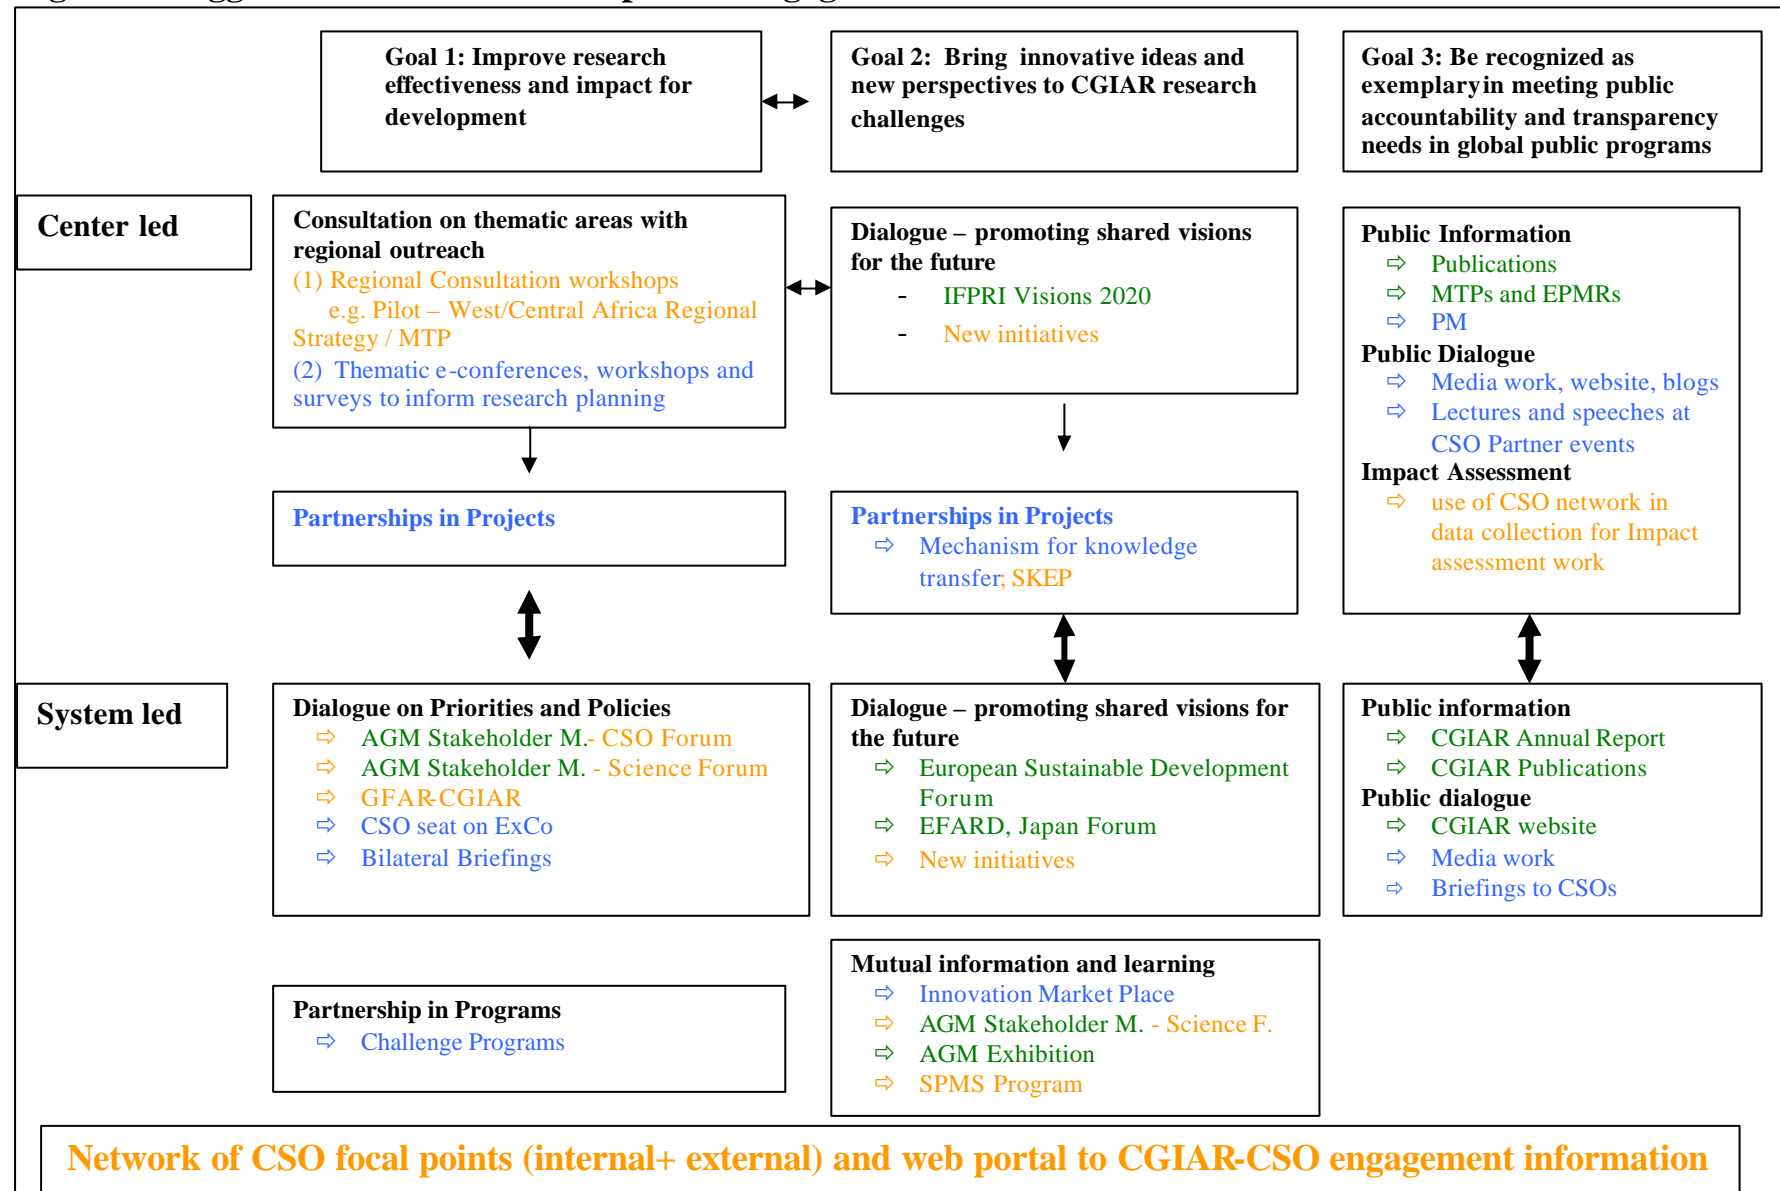 Goal 1: Improve research
effectiveness and impact for
development
Goal 2:  Bring  innovative ideas and
new perspectives to CGIAR research
challenges
Goal 3: Be recognized as
exemplaryin meeting public
accountability and transparency
needs in global public programs
Center led
Consultation on thematic areas with
regional outreach
(1) Regional Consultation workshops
e.g. Pilot – West/Central Africa Regional
Strategy / MTP
(2)  Thematic e-conferences, workshops and
surveys to inform research planning
Dialogue – promoting shared visions
for the future
- IFPRI Visions 2020
- New initiatives
Public Information
⇨ Publications
⇨ MTPs and EPMRs
⇨ PM
Public Dialogue
⇨ Media work, website, blogs
⇨ Lectures and speeches at
CSO Partner events
Impact Assessment
⇨ use of CSO network in
data collection for Impact
assessment work
Partnerships in Projects
Partnerships in Projects
⇨ Mechanism for knowledge
transfer; SKEP
System led
Dialogue on Priorities and Policies
⇨ AGM Stakeholder M.- CSO Forum
⇨ AGM Stakeholder M. - Science Forum
⇨ GFAR-CGIAR
⇨ CSO seat on ExCo
⇨ Bilateral Briefings
Dialogue – promoting shared visions for
the future
⇨ European Sustainable Development
Forum
⇨ EFARD, Japan Forum
⇨ New initiatives
Public information
⇨ CGIAR Annual Report
⇨ CGIAR Publications
Public dialogue
⇨ CGIAR website
⇨ Media work
⇨ Briefings to CSOs
Partnership in Programs
⇨ Challenge Programs
Mutual information and learning
⇨ Innovation Market Place
⇨ AGM Stakeholder M. - Science F.
⇨ AGM Exhibition
⇨ SPMS Program
Network of CSO focal points (internal+ external) and web portal to CGIAR-CSO engagement information